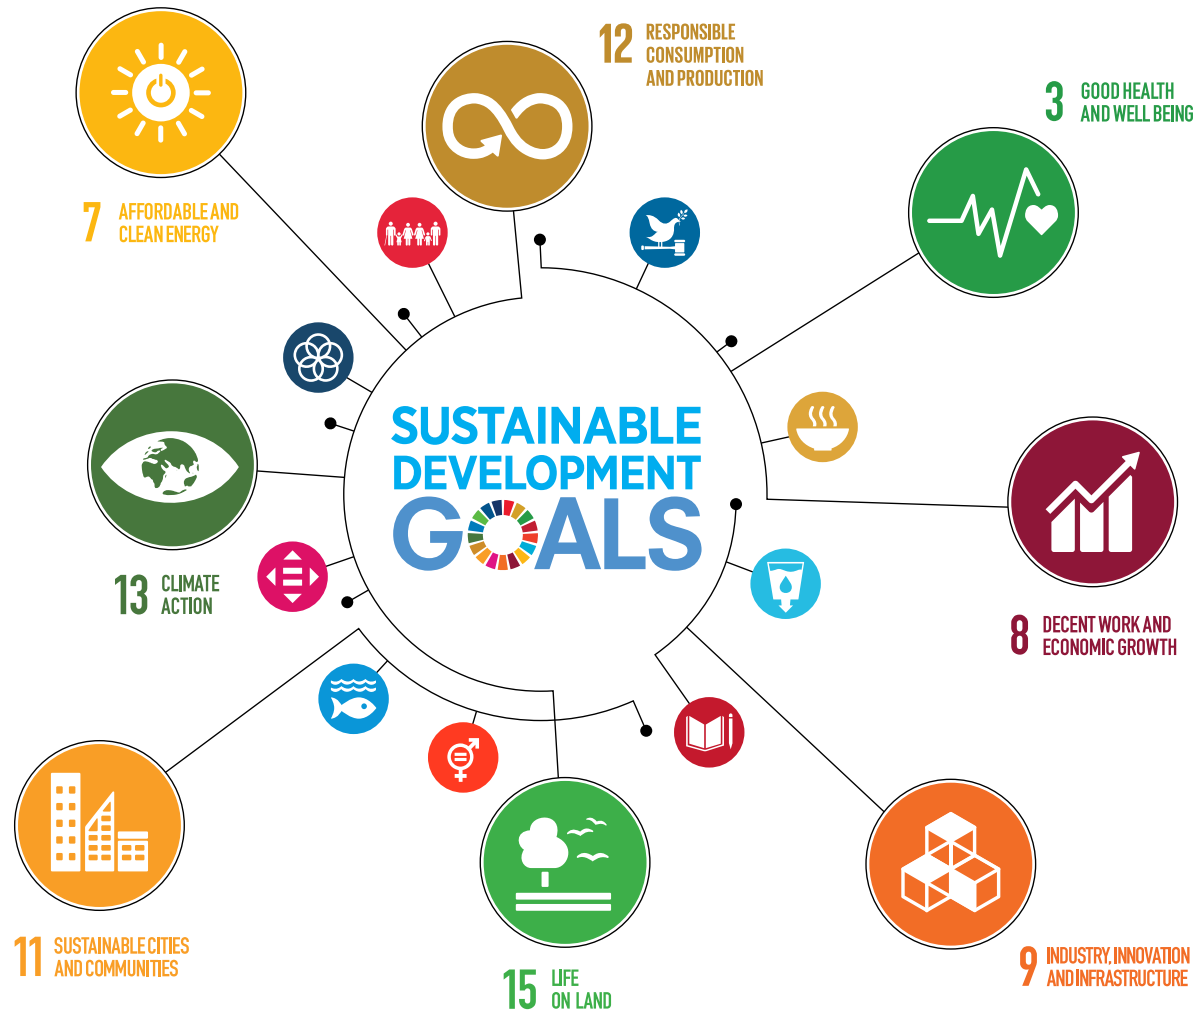 12 RESPONSIBLE
CONSUMPTION
AND PRODUCTION
3 GOOD HEALTH
AND WELL BEING
7 AFFORDABLE AND
CLEAN ENERGY
SUSTAINABLE
DEVELOPMENT
GOALS
13 CLIMATE
ACTION
8 DECENT WORK AND
ECONOMIC GROWTH
11 SUSTAINABLE CITIES
AND COMMUNITIES
15 LIFE
ON LAND
9 INDUSTRY, INNOVATION
AND INFRASTRUCTURE